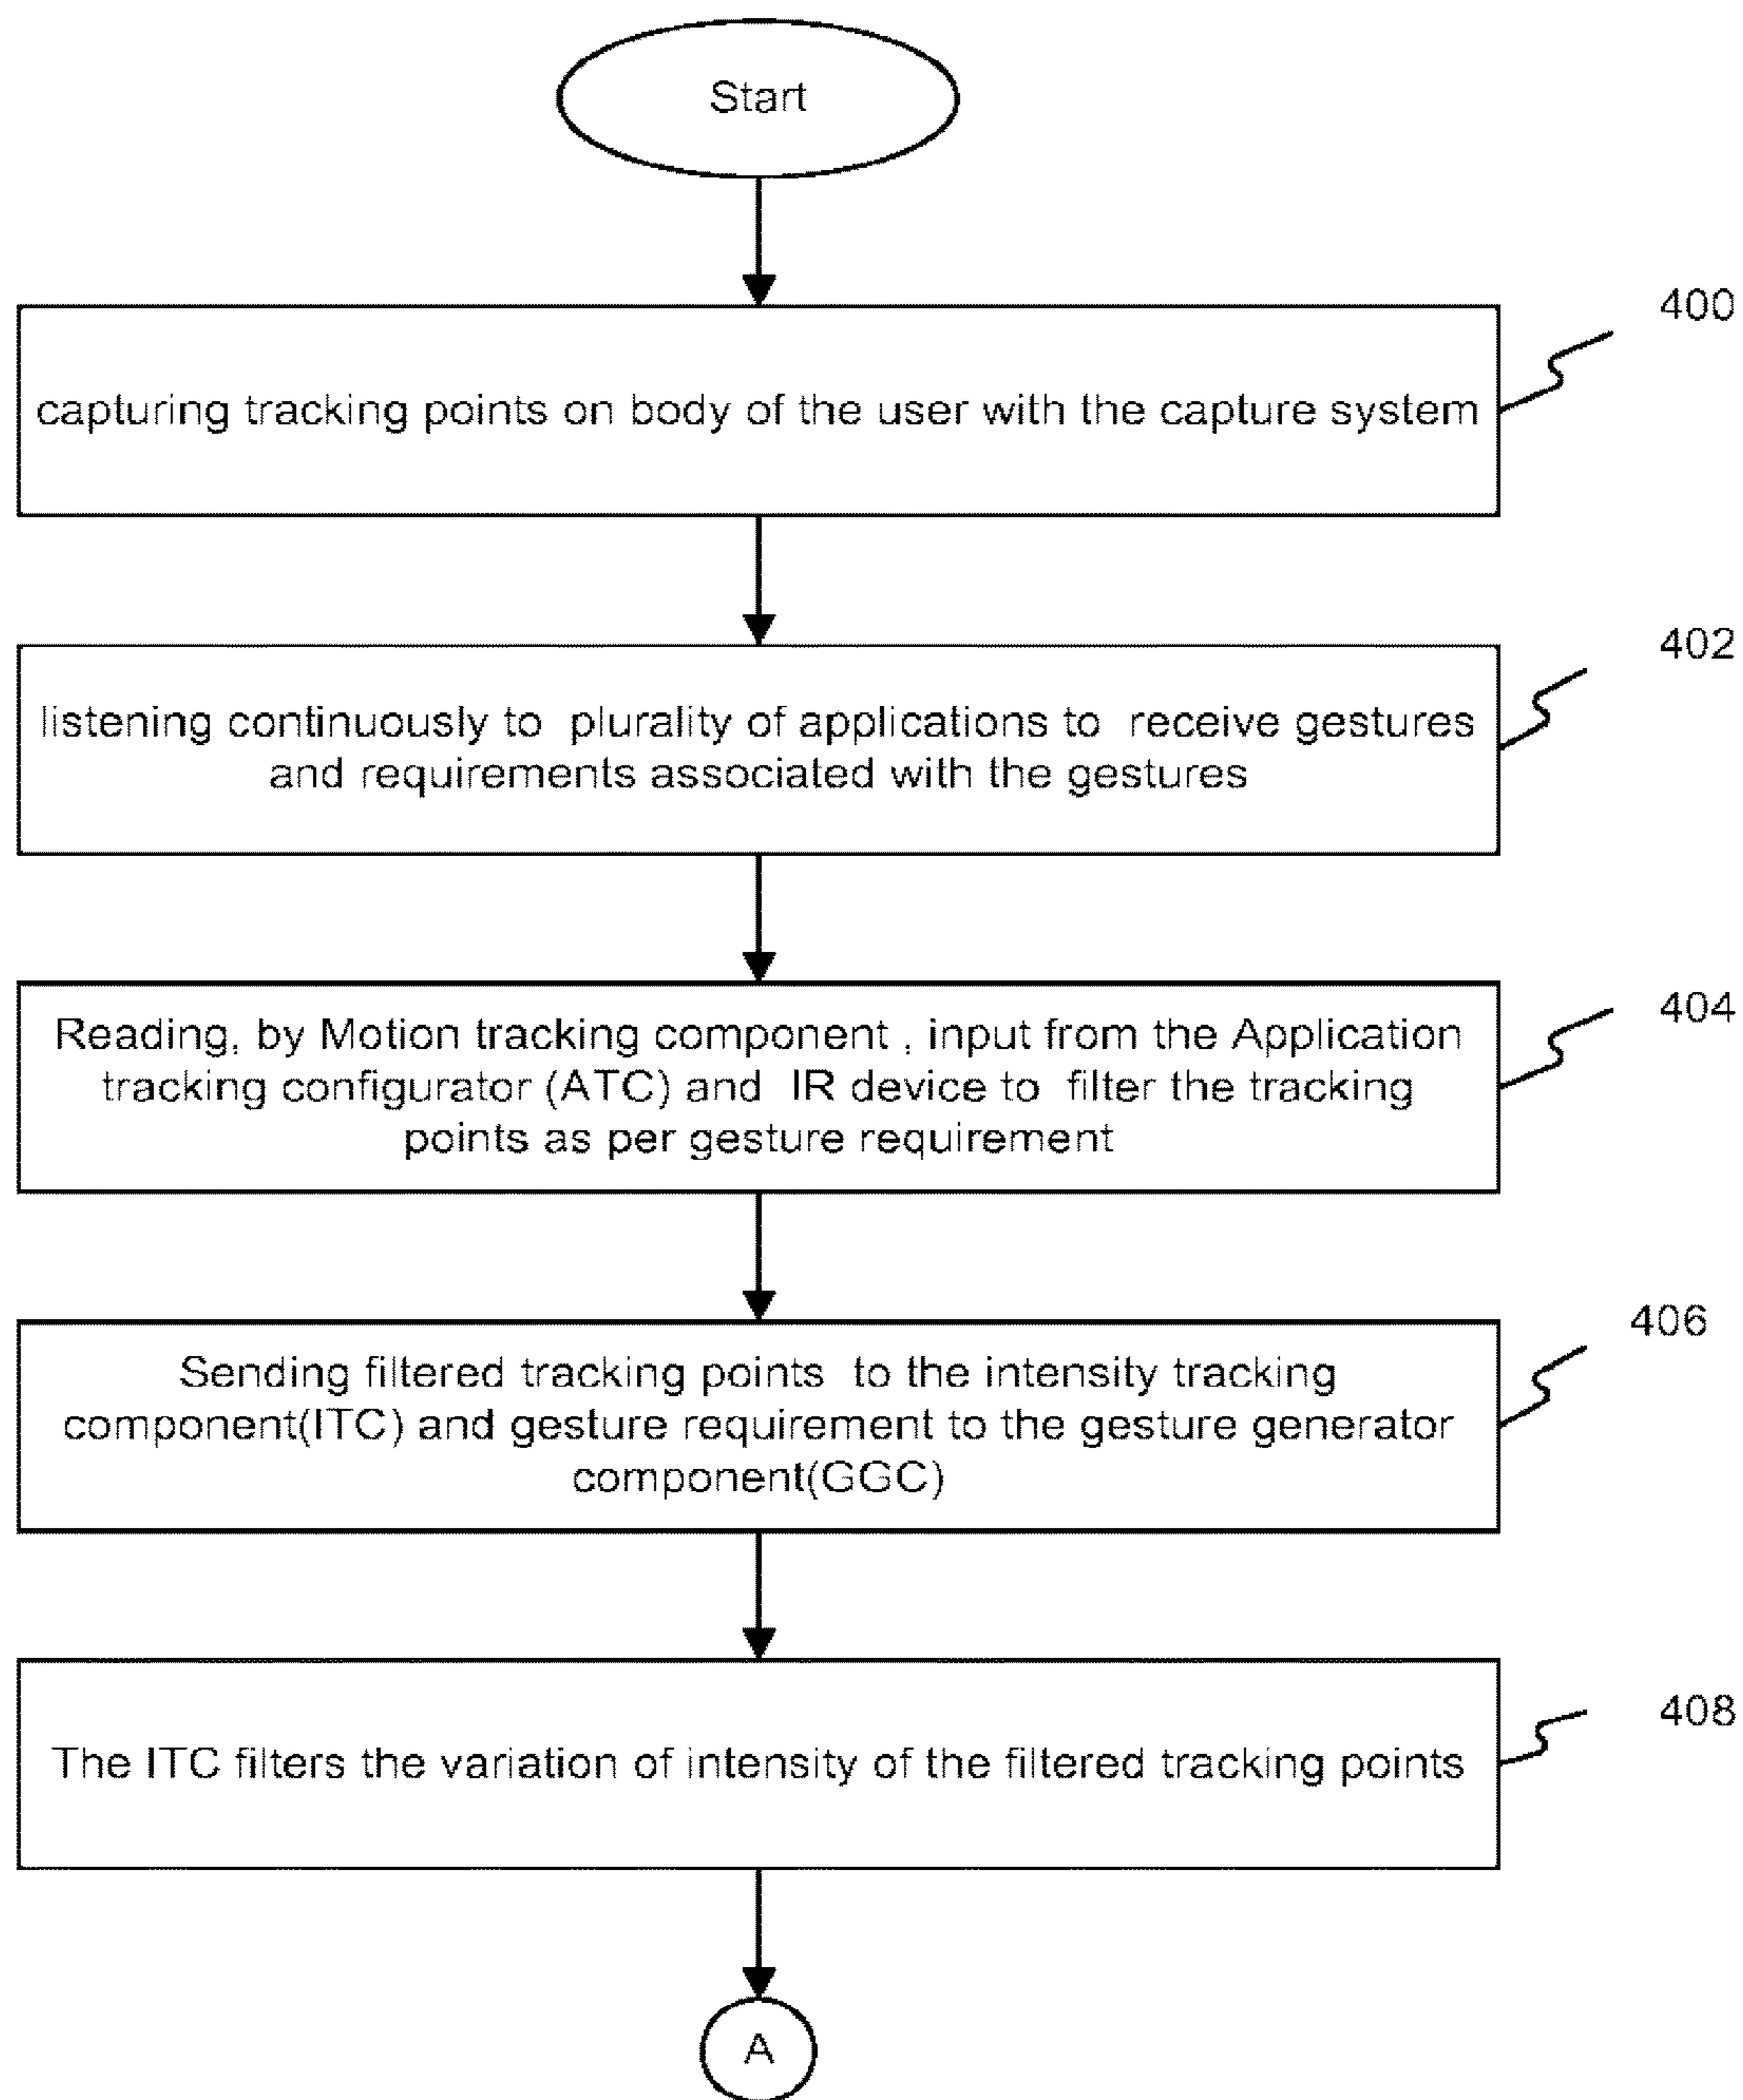 Start
400
capturing tracking points on body of the user with the capture system
402
listening continuously to plurality of applications to receive gestures
and requirements associated with the gestures
404
Reading, by Motion tracking component , input from the Application
tracking configurator (ATC) and IR device to filter the tracking
points as per gesture requirement
406
Sending filtered tracking points to the intensity tracking
component(ITC) and gesture requirement to the gesture generator
component(GGC)
408
The ITC filters the variation of intensity of the filtered tracking points
A